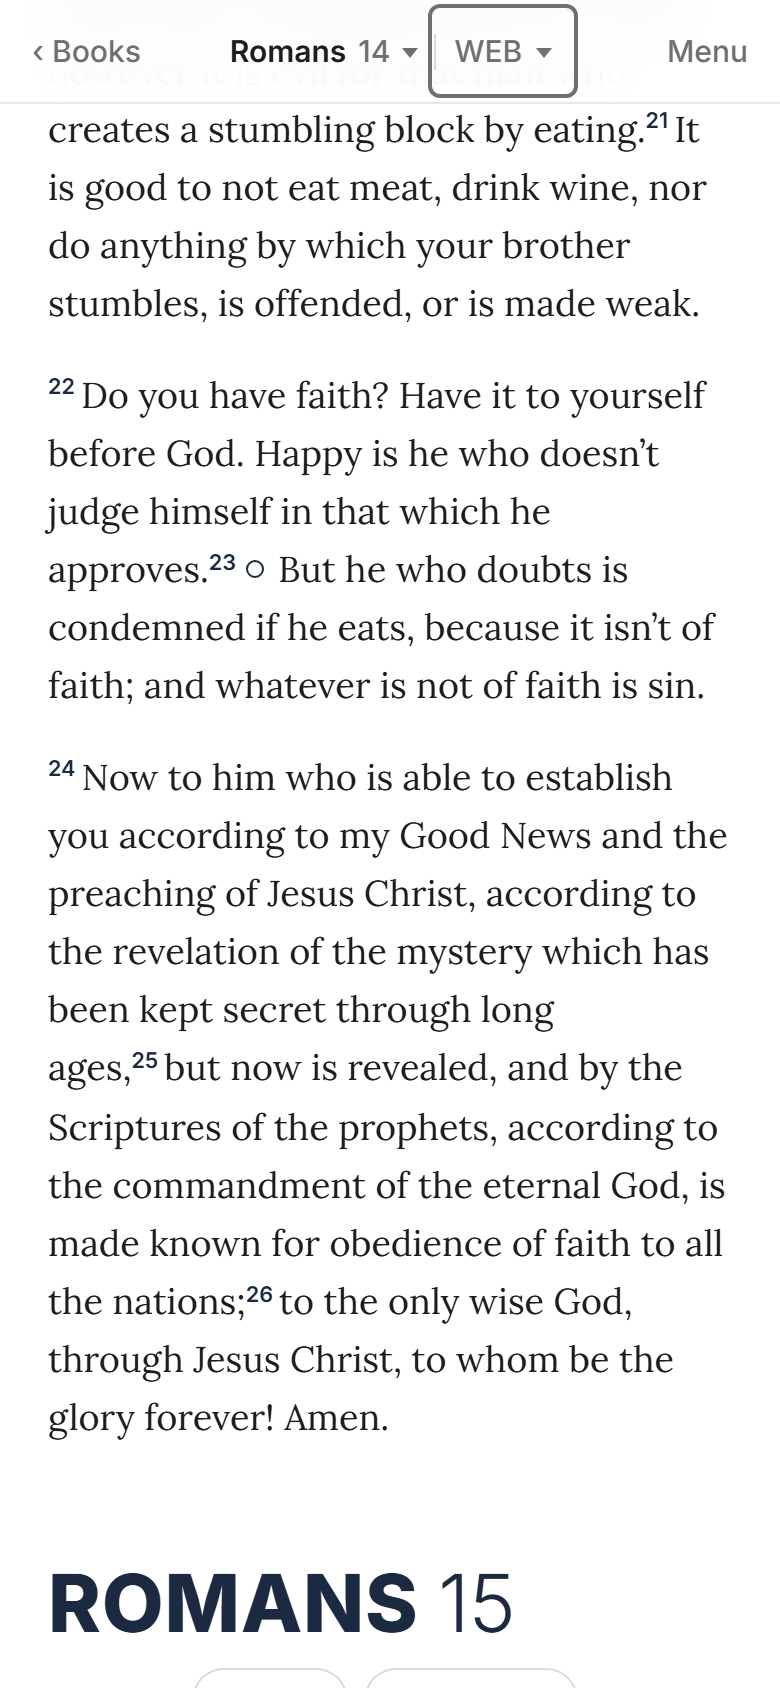 ‹ Books Romans 14 WEB Menu
however it is evil for that man who
creates a stumbling block by eating.21 It
is good to not eat meat, drink wine, nor
do anything by which your brother
stumbles, is offended, or is made weak.
22 Do you have faith? Have it to yourself
before God. Happy is he who doesn’t
judge himself in that which he
approves.23 But he who doubts is
condemned if he eats, because it isn’t of
faith; and whatever is not of faith is sin.
24 Now to him who is able to establish
you according to my Good News and the
preaching of Jesus Christ, according to
the revelation of the mystery which has
been kept secret through long
ages,25 but now is revealed, and by the
Scriptures of the prophets, according to
the commandment of the eternal God, is
made known for obedience of faith to all
the nations;26 to the only wise God,
through Jesus Christ, to whom be the
glory forever! Amen.
ROMANS 15